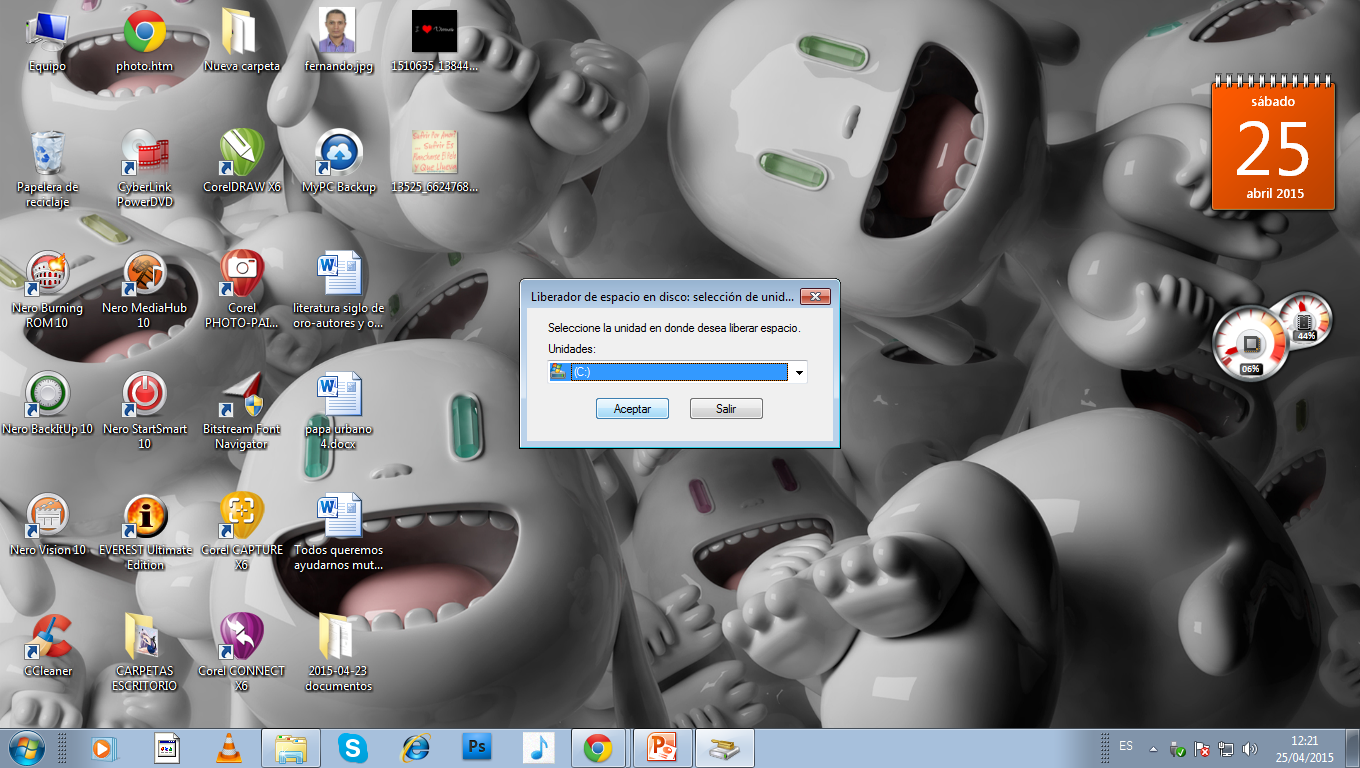 Equipo
photo.htm
Nueva carpeta
fernando.jpg
1510635_13844...
Papelera de
reciclaje
CyberLink
PowerDVD
CorelDRAW X6
MyPC Backup
13525_6624768...
Nero Burning
ROM 10
Nero MediaHub
10
Corel
PHOTO-PAI...
literatura siglo de
oro-autores y o...
Nero BackItUp 10
Nero StartSmart
10
Bitstream Font
Navigator
papa urbano
4.docx
Nero Vision 10
EVEREST Ultimate
Edition
Corel CAPTURE
X6
Todos queremos
ayudarnos mut...
CCleaner
CARPETAS
ESCRITORIO
Corel CONNECT
X6
2015-04-23
documentos
Liberador de espacio en disco: selección de unid...
Seleccione la unidad en donde desea liberar espacio.
Unidades:
(C:)
Aceptar
Salir
sábado
25
abril 2015
44%
06%
Ps
ES
12:21
25/04/2015